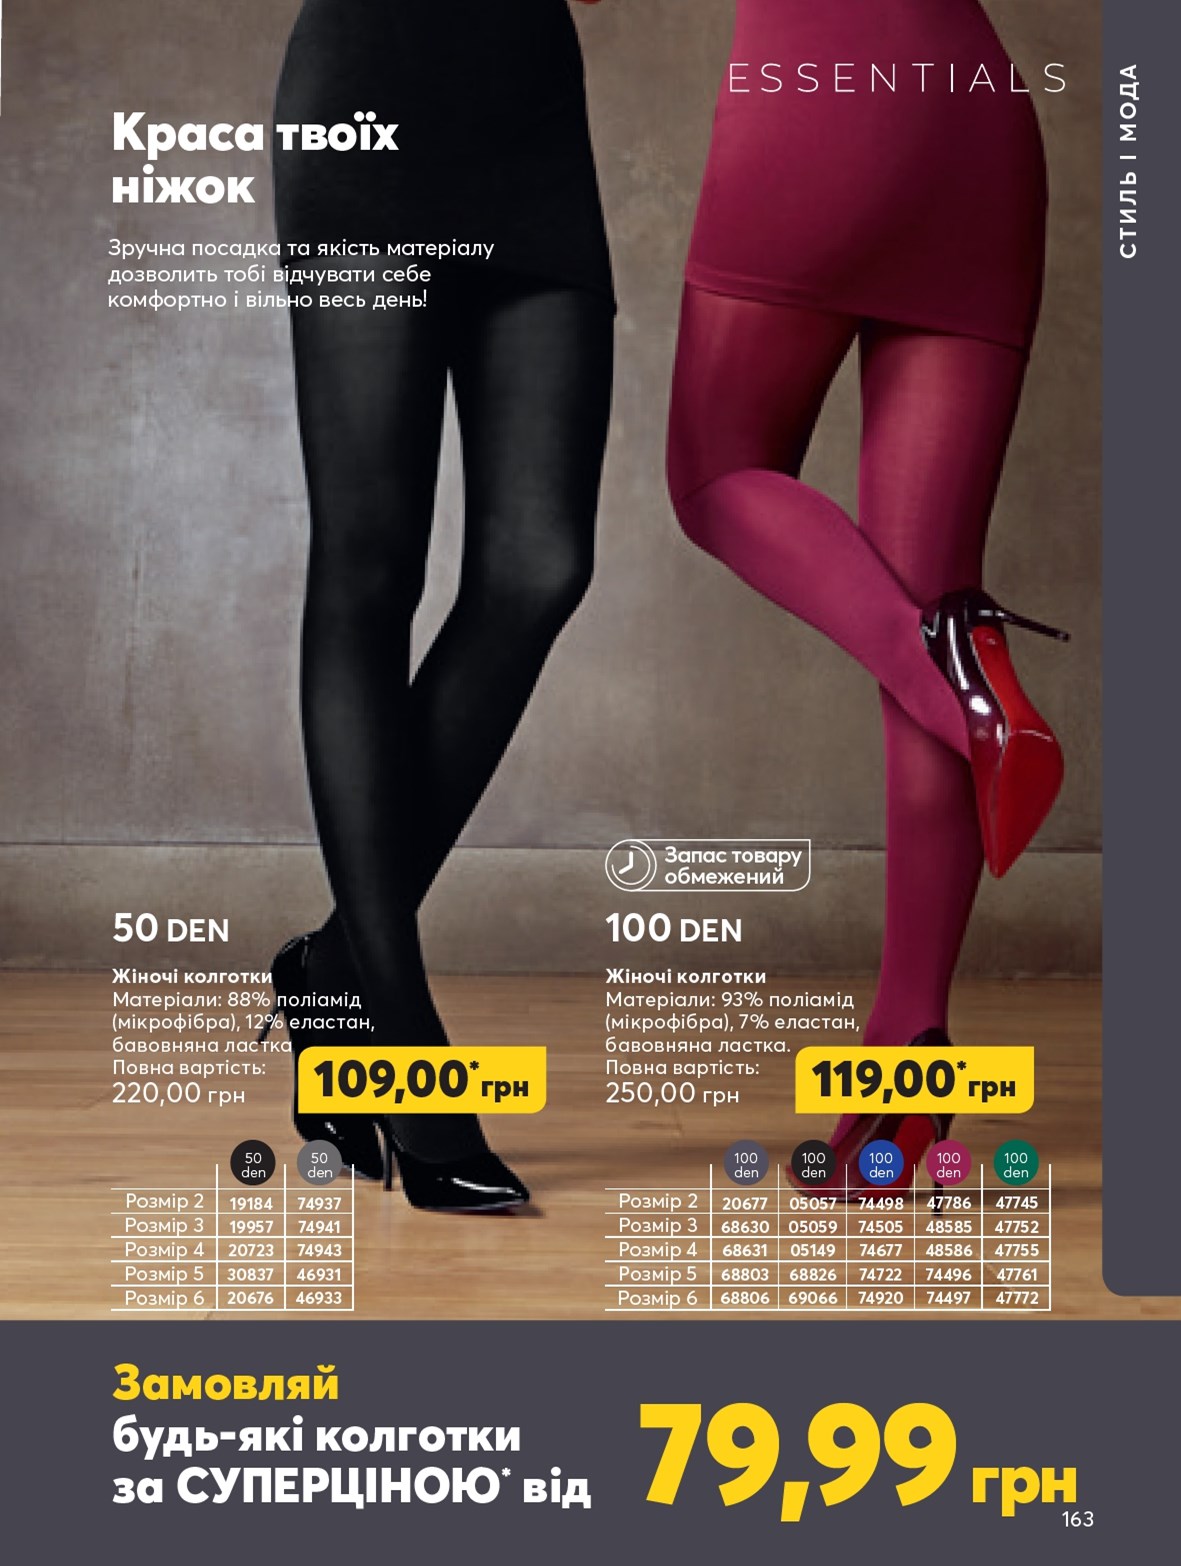 ESSENTIALS
СТИЛЬ І МОДА
Краса твоїх
ніжок
Зручна посадка та якість матеріалу
дозволить тобі відчувати себе
комфортно і вільно весь день!
Запас товару
обмежений
50 DEN
Жіночі колготки
Матеріали: 88% поліамід
(мікрофібра), 12% еластан,
бавовняна ластка
Повна вартість:
220,00 грн
109,00* грн
50 den 50 den
Розмір 2 19184 74937
Розмір 3 19957 74941
Розмір 4 20723 74943
Розмір 5 30837 46931
Розмір 6 20676 46933
100 DEN
Жіночі колготки
Матеріали: 93% поліамід
(мікрофібра), 7% еластан,
бавовняна ластка.
Повна вартість:
250,00 грн
119,00* грн
100 den 100 den 100 den 100 den 100 den
Розмір 2 20677 05057 74498 47786 47745
Розмір 3 68630 05059 74505 48585 47752
Розмір 4 68631 05149 74677 48586 47755
Розмір 5 68803 68826 74722 74496 47761
Розмір 6 68806 69066 74920 74497 47772
Замовляй
будь-які колготки
за СУПЕРЦІНОЮ* від
79,99 грн
163